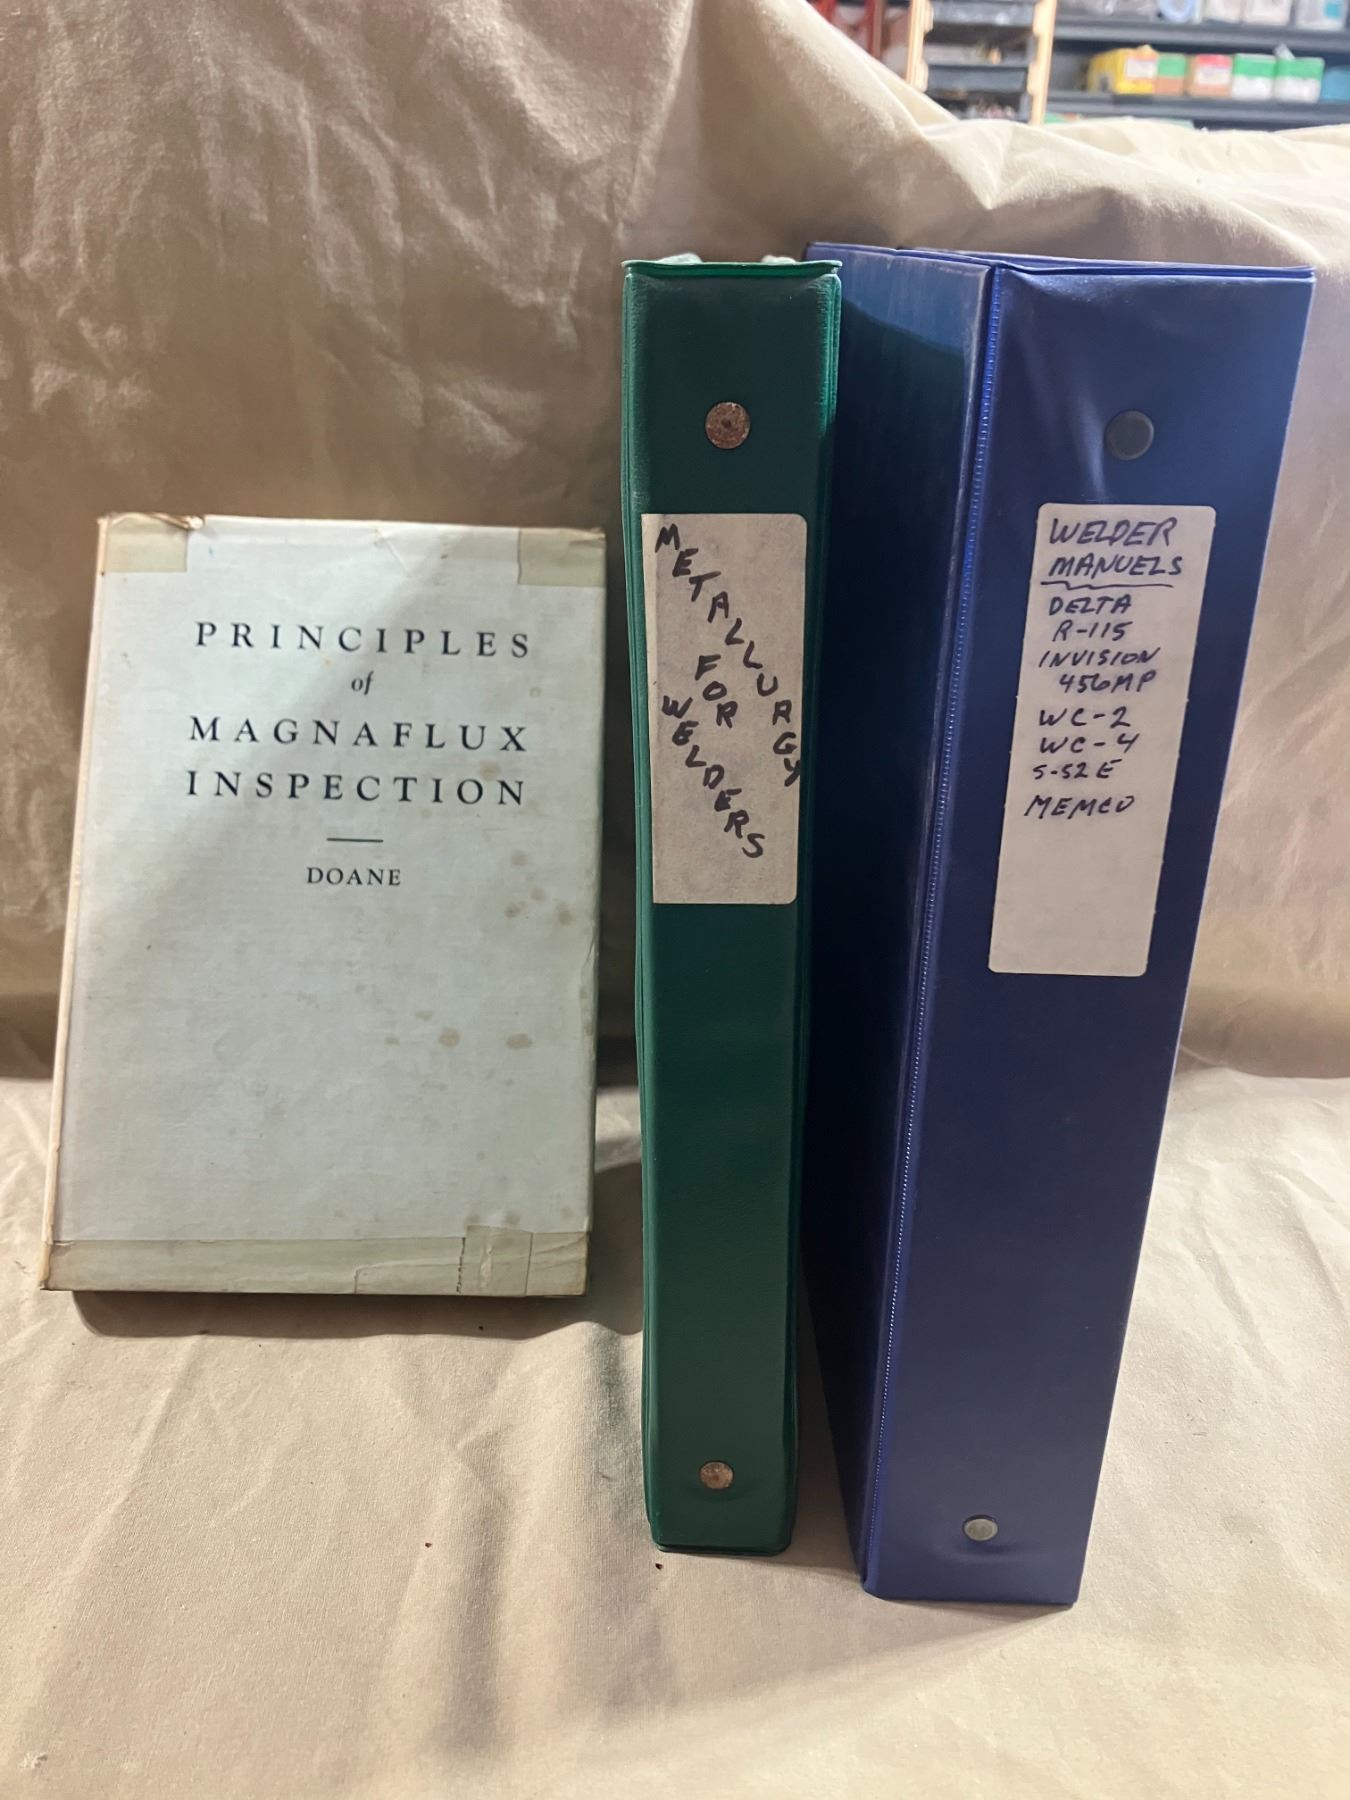 PRINCIPLES
of
MAGNAFLUX
INSPECTION
DOANE
METALLURGY
FOR
WELDERS
WELDER
MANUELS
DELTA
R-115
INVISION
456MP
WC-2
WC-4
S-52E
MEMCO